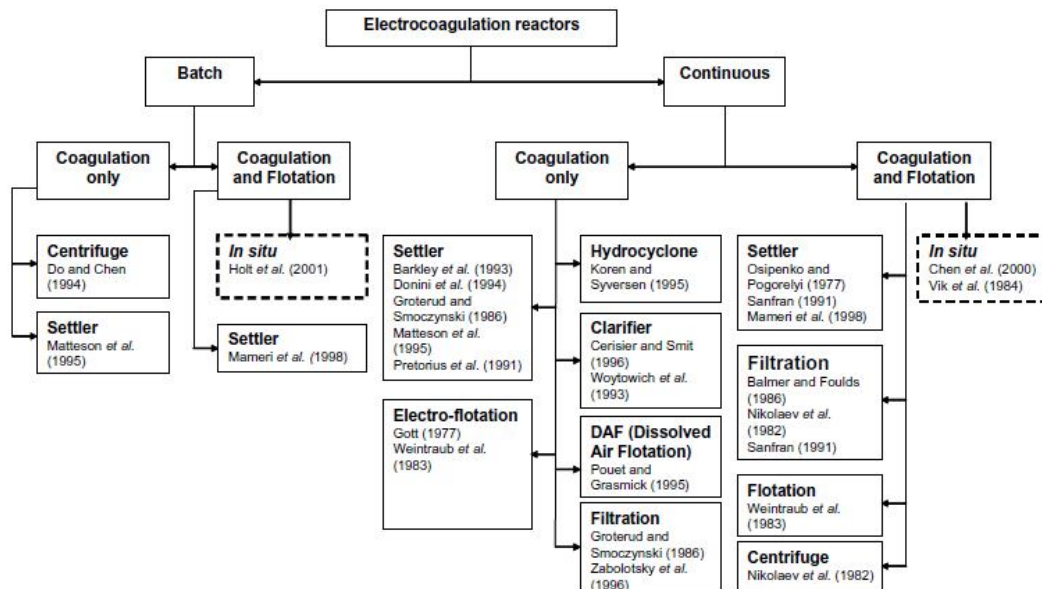 Electrocoagulation reactors
Batch
Continuous
Coagulation
only
Coagulation
and Flotation
Coagulation
only
Coagulation
and Flotation
Centrifuge
Do and Chen
(1994)
Settler
Matteson et al.
(1995)
In situ
Holt et al. (2001)
Settler
Mameri et al. (1998)
Settler
Barkley et al. (1993)
Donini et al. (1994)
Groterud and
Smoczynski (1986)
Matteson et al.
(1995)
Pretorius et al. (1991)
Electro-flotation
Gott (1977)
Weintraub et al.
(1983)
Hydrocyclone
Koren and
Syversen (1995)
Clarifier
Cerisier and Smit
(1996)
Woytowich et al.
(1993)
DAF (Dissolved
Air Flotation)
Pouet and
Grasmick (1995)
Filtration
Groterud and
Smoczynski (1986)
Zabolotsky et al.
(1996)
Settler
Osipenko and
Pogorelyi (1977)
Sanfran (1991)
Mameri et al. (1998)
Filtration
Balmer and Foulds
(1986)
Nikolaev et al.
(1982)
Sanfran (1991)
Flotation
Weintraub et al.
(1983)
Centrifuge
Nikolaev et al. (1982)
In situ
Chen et al. (2000)
Vik et al. (1984)